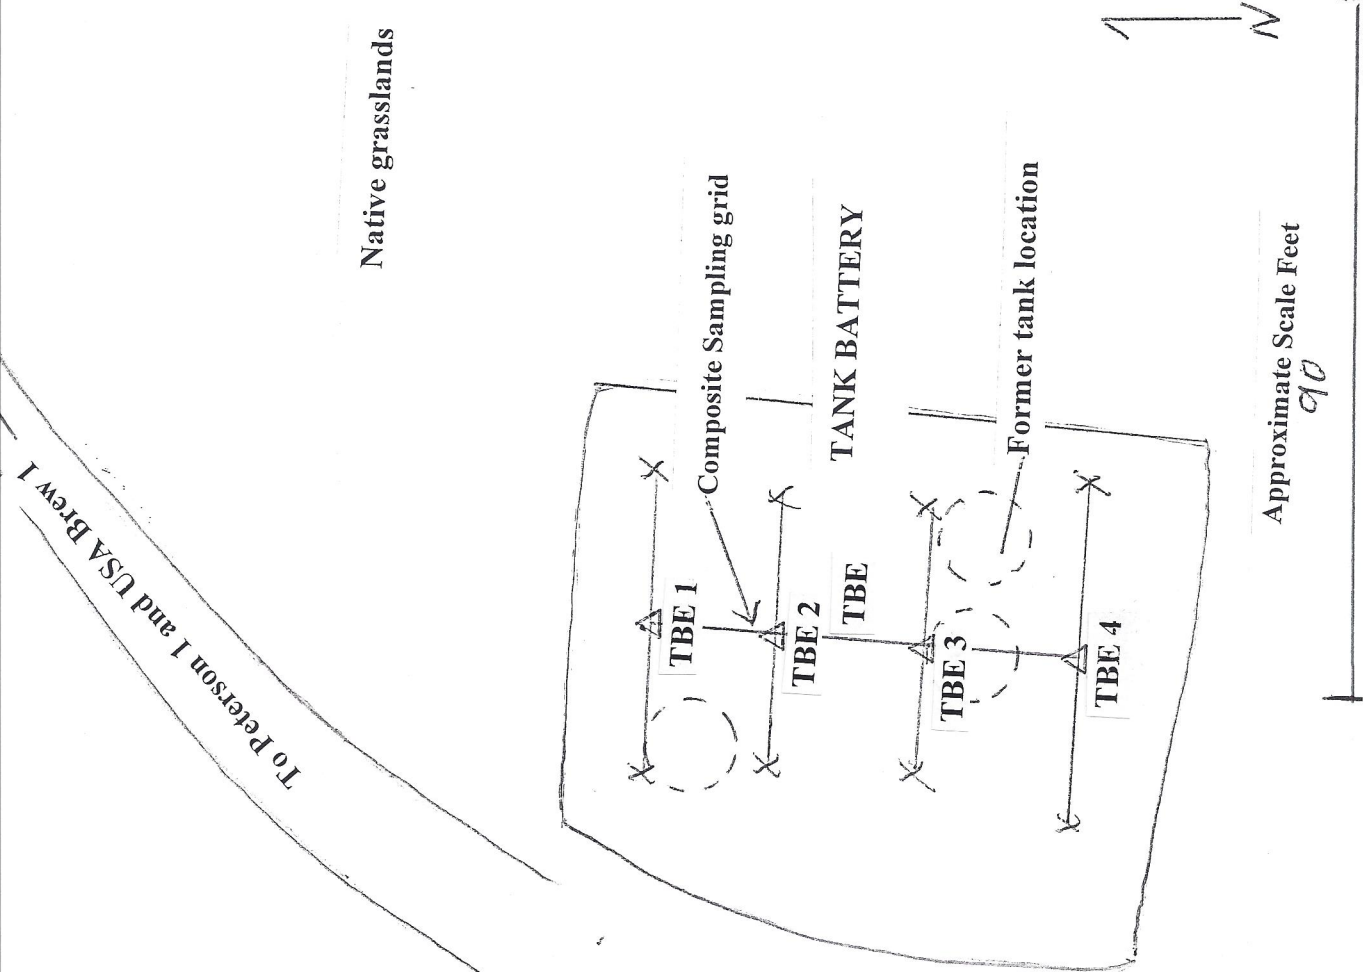 To Peterson 1 and USA Brew 1
Native grasslands
TBE 1
Composite Sampling grid
TBE 2
TANK BATTERY
TBE
TBE 3
Former tank location
TBE 4
Approximate Scale Feet
90
N